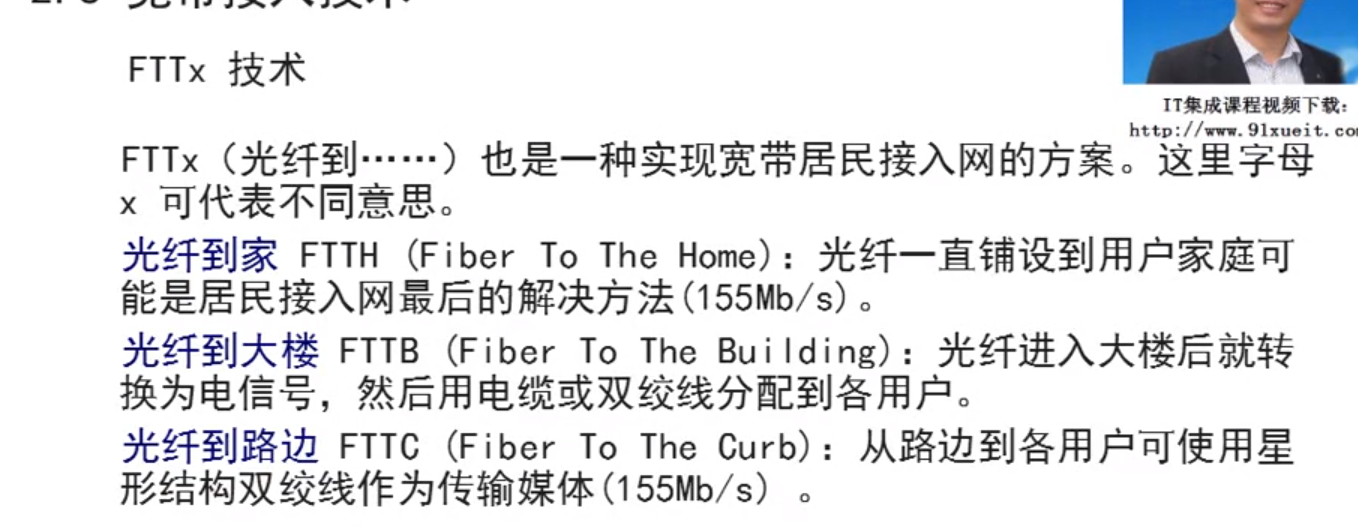 宽带接入技术
FTTx 技术
IT集成课程视频下载:
http://www.91xueit.co
FTTx（光纤到……）也是一种实现宽带居民接入网的方案。这里字母
x 可代表不同意思。
光纤到家 FTTH (Fiber To The Home): 光纤一直铺设到用户家庭可
能是居民接入网最后的解决方法(155Mb/s)。
光纤到大楼 FTTB (Fiber To The Building): 光纤进入大楼后就转
换为电信号，然后用电缆或双绞线分配到各用户。
光纤到路边 FTTC (Fiber To The Curb): 从路边到各用户可使用星
形结构双绞线作为传输媒体(155Mb/s) 。